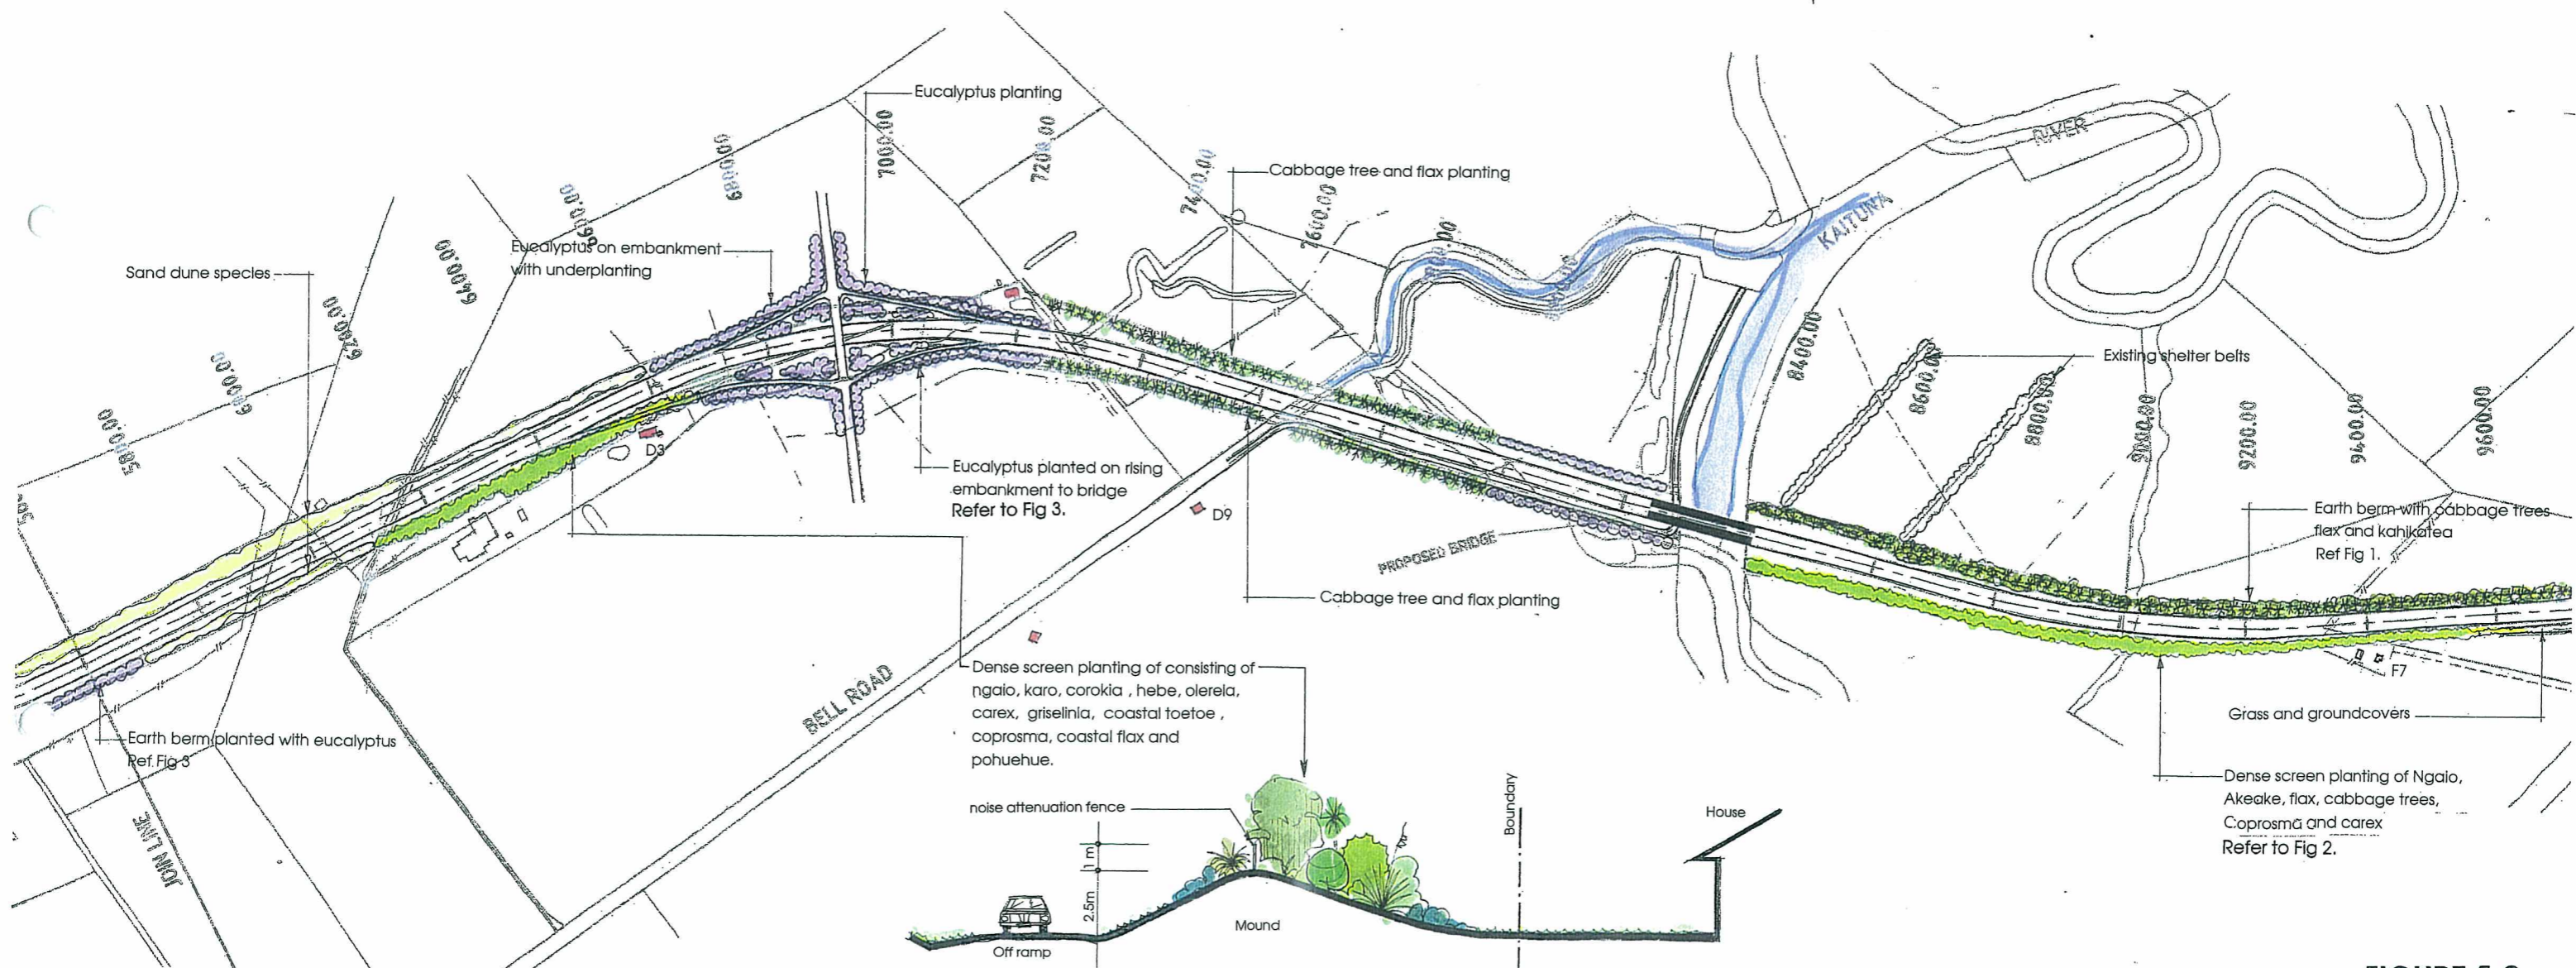 Eucalyptus planting
7000.00
7200.00
6800.00
7400.00
Cabbage tree and flax planting
7600.00
6600.00
Eucalyptus on embankment
with underplanting
Sand dune species
6400.00
6200.00
6000.00
5800.00
RIVER
KAITUNA
8400.00
Existing shelter belts
8600.00
8800.00
9000.00
9200.00
9400.00
9600.00
D3
Eucalyptus planted on rising
embankment to bridge
Refer to Fig 3.
D9
PROPOSED BRIDGE
Cabbage tree and flax planting
Earth berm with cabbage trees
flax and kahikatea
Ref Fig 1.
F7
Grass and groundcovers
BELL ROAD
Dense screen planting of consisting of
ngaio, karo, corokia , hebe, olerela,
carex, griselinia, coastal toetoe ,
coprosma, coastal flax and
pohuehue.
Earth berm planted with eucalyptus
Ref. Fig 3
JOIN LINE
Dense screen planting of Ngaio,
Akeake, flax, cabbage trees,
Coprosma and carex
Refer to Fig 2.
noise attenuation fence
1 m
2.5m
Boundary
House
Mound
Off ramp